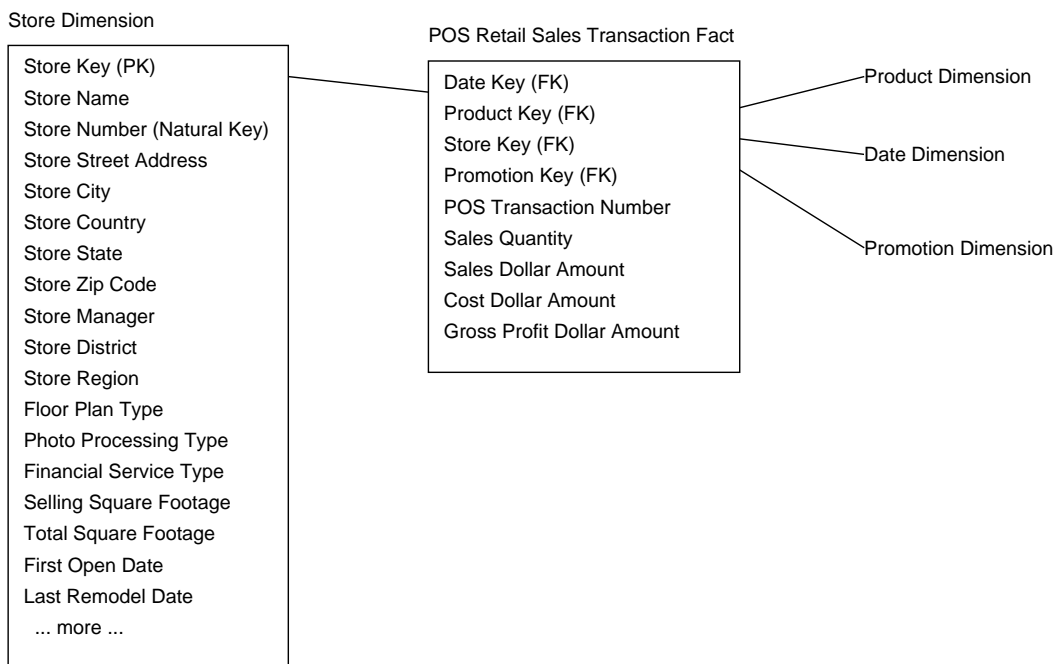 Store Dimension
Store Key (PK)
Store Name
Store Number (Natural Key)
Store Street Address
Store City
Store Country
Store State
Store Zip Code
Store Manager
Store District
Store Region
Floor Plan Type
Photo Processing Type
Financial Service Type
Selling Square Footage
Total Square Footage
First Open Date
Last Remodel Date
... more ...
POS Retail Sales Transaction Fact
Date Key (FK)
Product Key (FK)
Store Key (FK)
Promotion Key (FK)
POS Transaction Number
Sales Quantity
Sales Dollar Amount
Cost Dollar Amount
Gross Profit Dollar Amount
Product Dimension
Date Dimension
Promotion Dimension